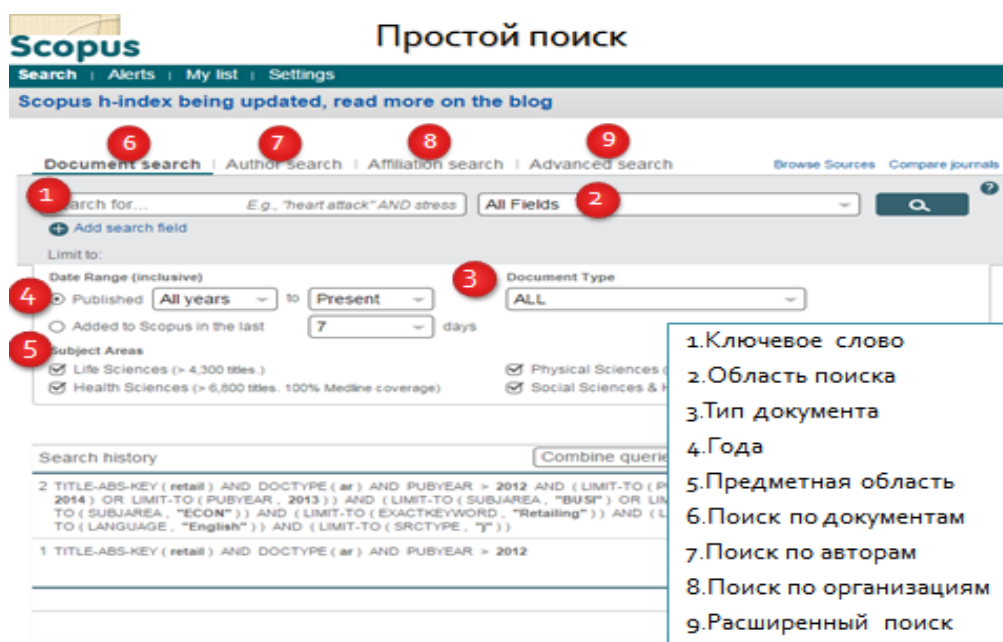 Scopus
Простой поиск
Search | Alerts | My list | Settings
Scopus h-index being updated, read more on the blog
6 7 8 9
Document search | Author search | Affiliation search | Advanced search Browse Sources Compare journals
1 Search for... E.g., "heart attack" AND stress All Fields 2 ?
Add search field
Limit to:
Date Range (inclusive) 3 Document Type
4 Published All years to Present ALL
Added to Scopus in the last 7 days
5 Subject Areas
Life Sciences (> 4,300 titles.) Physical Sciences (
Health Sciences (> 6,800 titles. 100% Medline coverage) Social Sciences & H
Search history Combine querie
2 TITLE-ABS-KEY ( retail ) AND DOCTYPE ( ar ) AND PUBYEAR > 2012 AND ( LIMIT-TO ( P
2014 ) OR LIMIT-TO ( PUBYEAR , 2013 ) ) AND ( LIMIT-TO ( SUBJAREA , "BUSI" ) OR LIM
TO ( SUBJAREA , "ECON" ) ) AND ( LIMIT-TO ( EXACTKEYWORD , "Retailing" ) ) AND ( L
TO ( LANGUAGE , "English" ) ) AND ( LIMIT-TO ( SRCTYPE , "j" ) )
1 TITLE-ABS-KEY ( retail ) AND DOCTYPE ( ar ) AND PUBYEAR > 2012
1.Ключевое слово
2.Область поиска
3.Тип документа
4.Года
5.Предметная область
6.Поиск по документам
7.Поиск по авторам
8.Поиск по организациям
9.Расширенный поиск